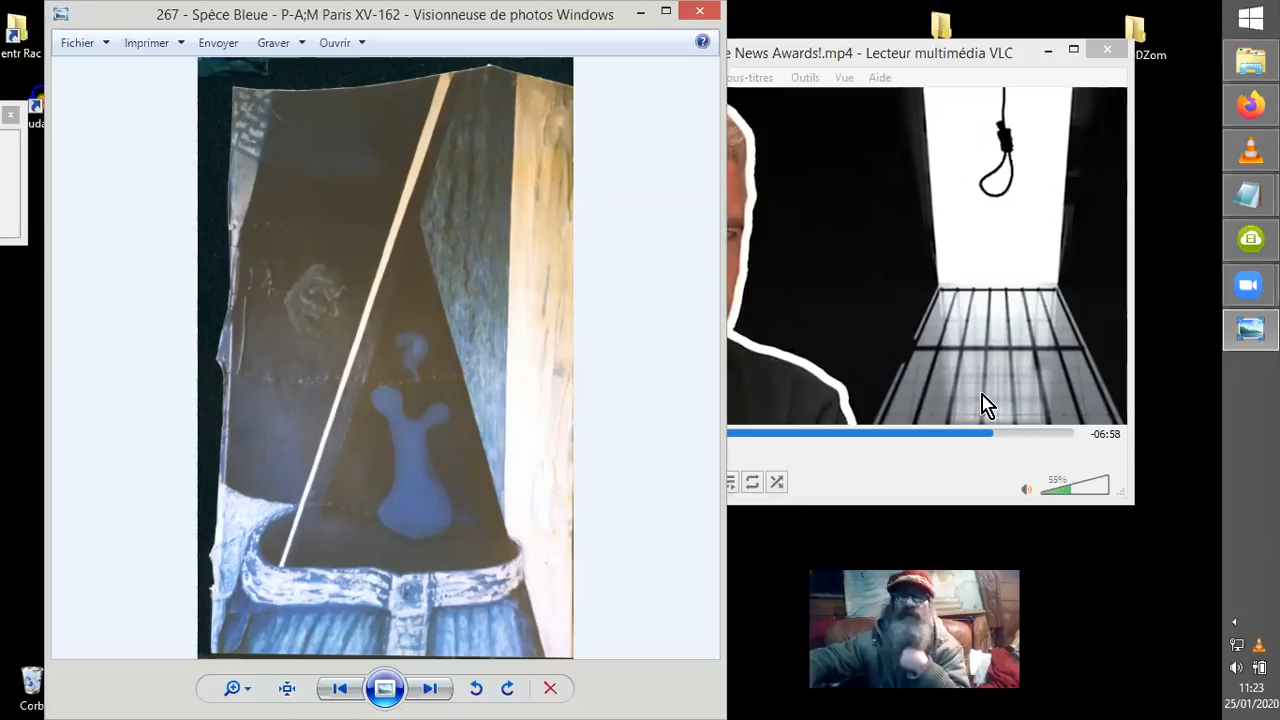 267 - Spèce Bleue - P-A;M Paris XV-162 - Visionneuse de photos Windows
Fichier Imprimer Envoyer Graver Ouvrir
entr Rac
x
uda
Corb
e News Awards!.mp4 - Lecteur multimédia VLC
ous-titres Outils Vue Aide
-06:58
55%
DZom
11:23
25/01/2020